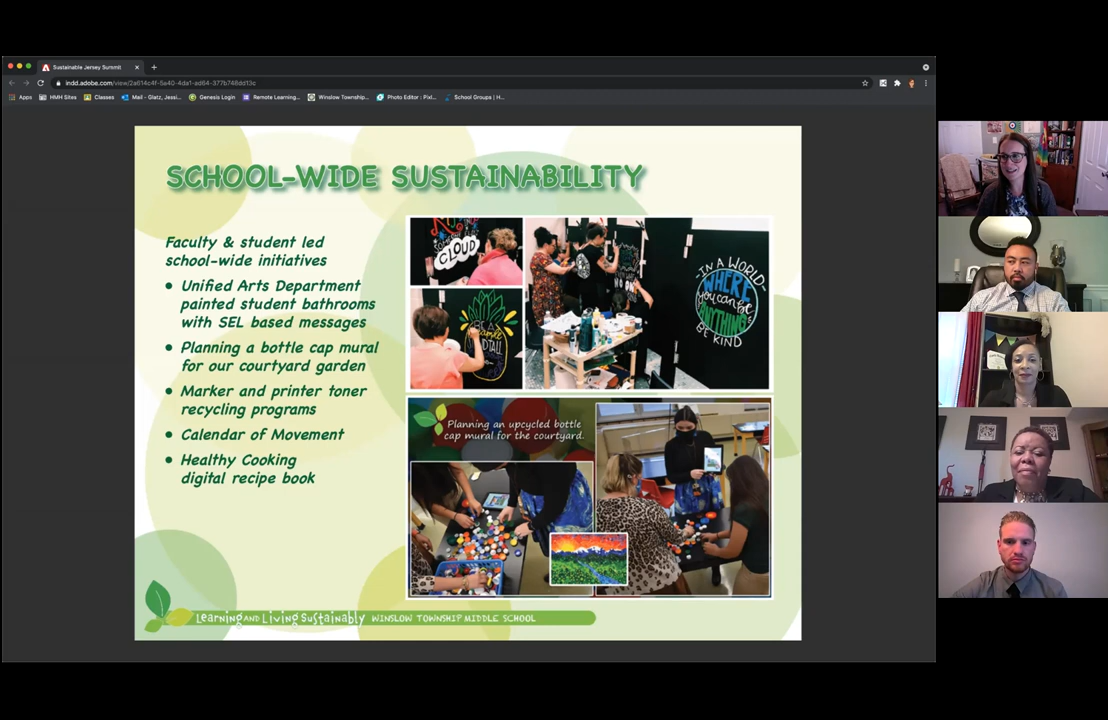 Sustainable Jersey Summit
indd.adobe.com/view/2a614c4f-5a40-4da1-ad64-377b748dd13c
Apps HMH Sites Classes Mail - Glatz, Jessi... Genesis Login Remote Learning... Winslow Township... Photo Editor : Pixl... School Groups | H...
SCHOOL-WIDE SUSTAINABILITY
Faculty & student led
school-wide initiatives
• Unified Arts Department
painted student bathrooms
with SEL based messages
• Planning a bottle cap mural
for our courtyard garden
• Marker and printer toner
recycling programs
• Calendar of Movement
• Healthy Cooking
digital recipe book
CLOUD
BE A
TALL
-IN A WORLD-
WHERE
you can be
ANYTHING
BE KIND
Planning an upcycled bottle
cap mural for the courtyard.
Learning AND Living Sustainably WINSLOW TOWNSHIP MIDDLE SCHOOL